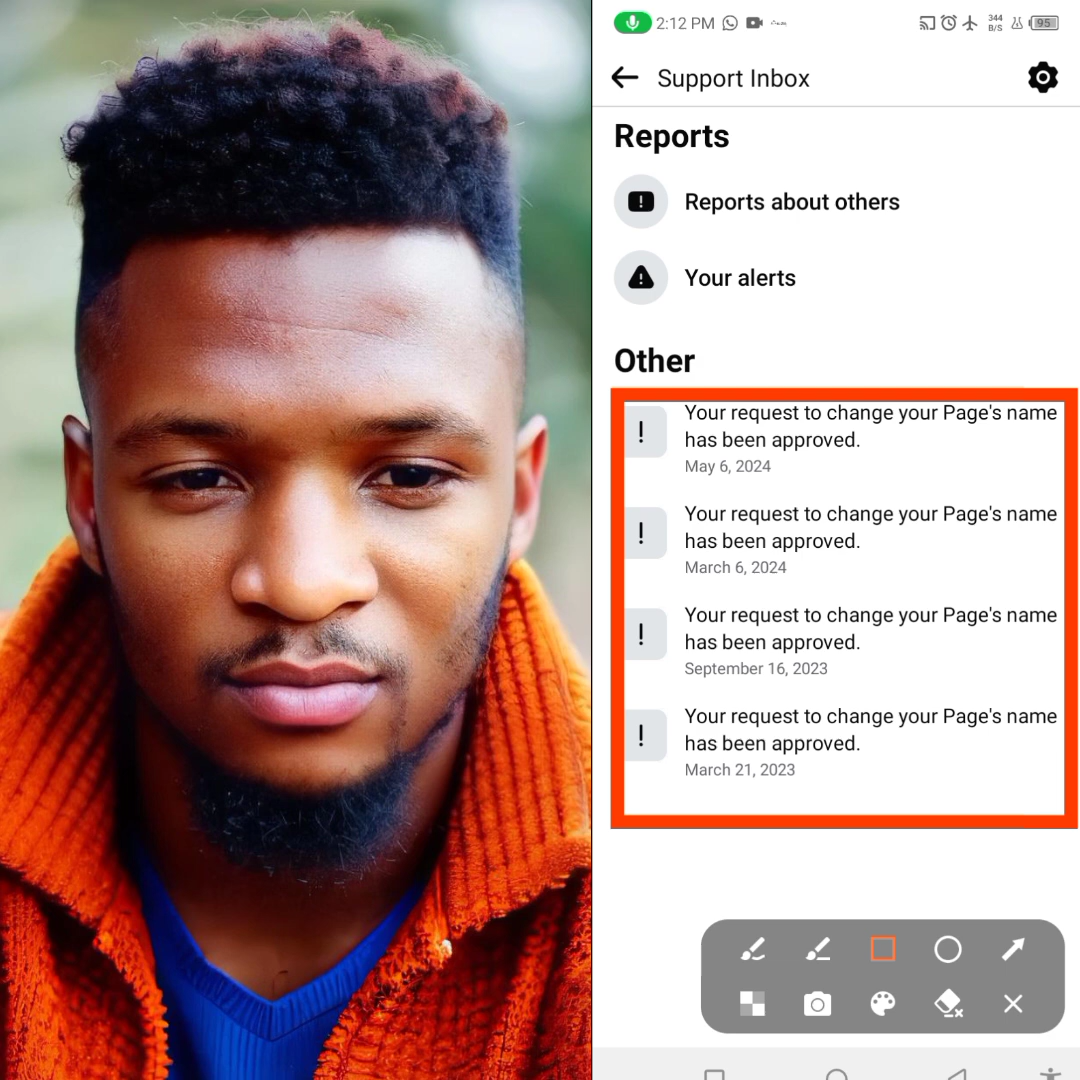 2:12 PM
344
B/S
95
Support Inbox
Reports
Reports about others
Your alerts
Other
Your request to change your Page's name
has been approved.
May 6, 2024
Your request to change your Page's name
has been approved.
March 6, 2024
Your request to change your Page's name
has been approved.
September 16, 2023
Your request to change your Page's name
has been approved.
March 21, 2023